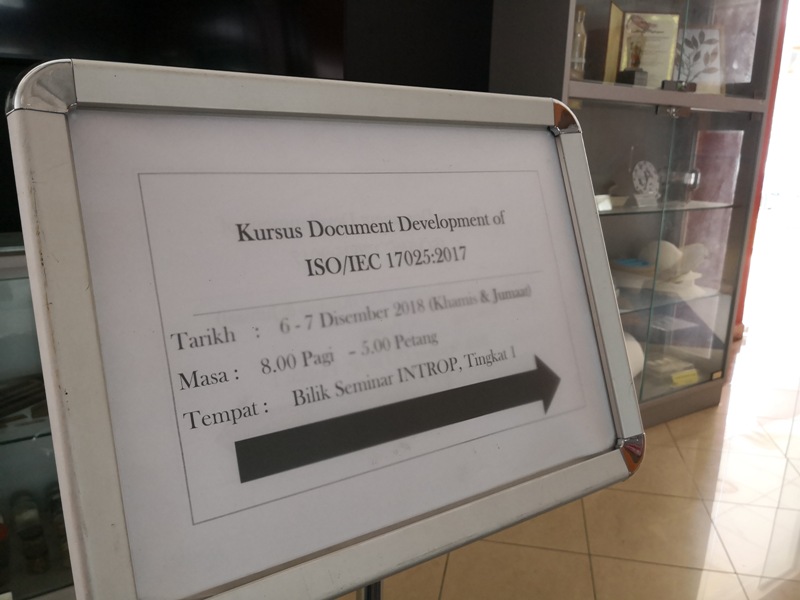 Kursus Document Development of
ISO/IEC 17025:2017
Tarikh : 6 - 7 Disember 2018 (Khamis & Jumaat)
Masa : 8.00 Pagi - 5.00 Petang
Tempat : Bilik Seminar INTROP, Tingkat 1